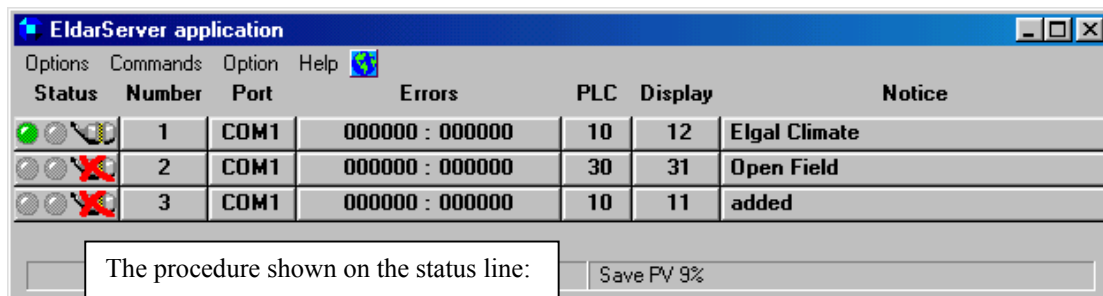 EldarServer application
Options Commands Option Help
Status Number Port Errors PLC Display Notice
1 COM1 000000 : 000000 10 12 Elgal Climate
2 COM1 000000 : 000000 30 31 Open Field
3 COM1 000000 : 000000 10 11 added
The procedure shown on the status line:
Save PV 9%